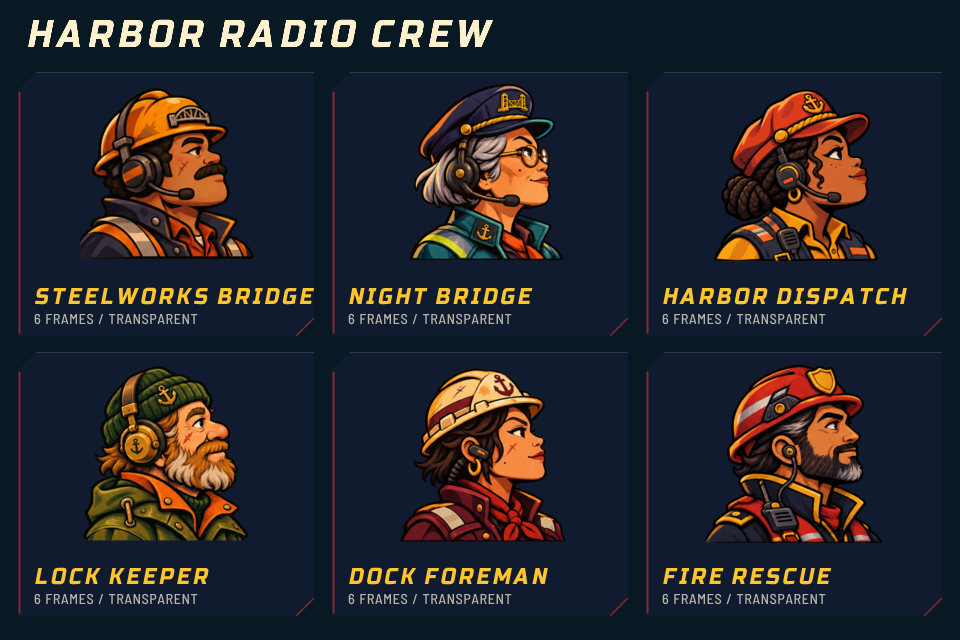 HARBOR RADIO CREW
STEELWORKS BRIDGE
6 FRAMES / TRANSPARENT
NIGHT BRIDGE
6 FRAMES / TRANSPARENT
HARBOR DISPATCH
6 FRAMES / TRANSPARENT
LOCK KEEPER
6 FRAMES / TRANSPARENT
DOCK FOREMAN
6 FRAMES / TRANSPARENT
FIRE RESCUE
6 FRAMES / TRANSPARENT